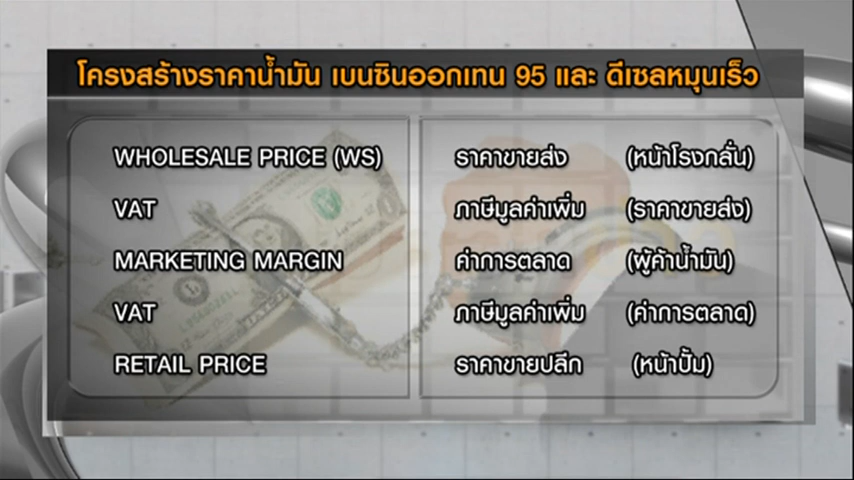 โครงสร้างราคาน้ำมัน เบนซินออกเทน 95 และ ดีเซลหมุนเร็ว
WHOLESALE PRICE (WS) ราคาขายส่ง (หน้าโรงกลั่น)
VAT ภาษีมูลค่าเพิ่ม (ราคาขายส่ง)
MARKETING MARGIN ค่าการตลาด (ผู้ค้าน้ำมัน)
VAT ภาษีมูลค่าเพิ่ม (ค่าการตลาด)
RETAIL PRICE ราคาขายปลีก (หน้าปั้ม)